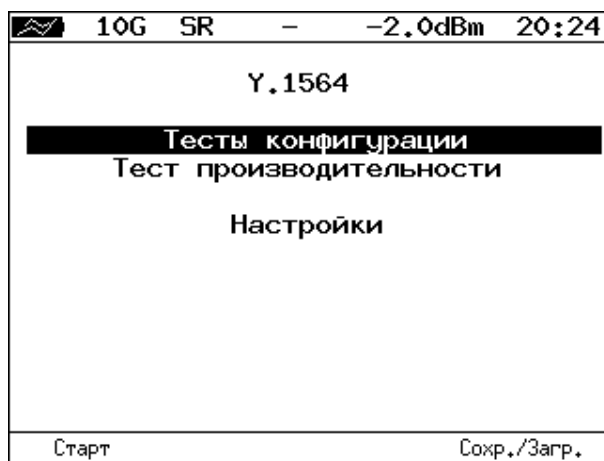 10G SR – -2.0dBm 20:24
Y.1564
Тесты конфигурации
Тест производительности
Настройки
Старт Сохр./Загр.